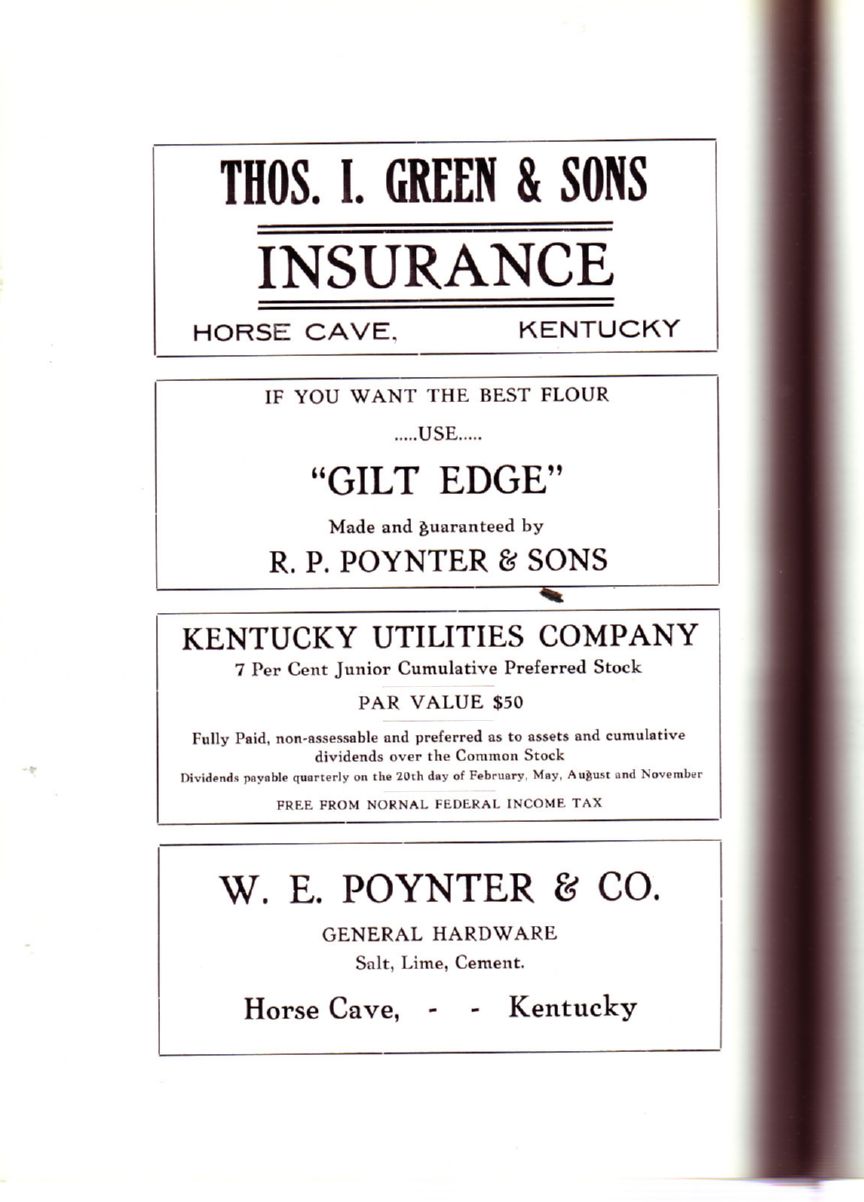 THOS. I. GREEN & SONS
INSURANCE
HORSE CAVE, KENTUCKY
IF YOU WANT THE BEST FLOUR
.....USE.....
“GILT EDGE”
Made and guaranteed by
R. P. POYNTER & SONS
KENTUCKY UTILITIES COMPANY
7 Per Cent Junior Cumulative Preferred Stock
PAR VALUE $50
Fully Paid, non-assessable and preferred as to assets and cumulative
dividends over the Common Stock
Dividends payable quarterly on the 20th day of February, May, August and November
FREE FROM NORNAL FEDERAL INCOME TAX
W. E. POYNTER & CO.
GENERAL HARDWARE
Salt, Lime, Cement.
Horse Cave, - - Kentucky